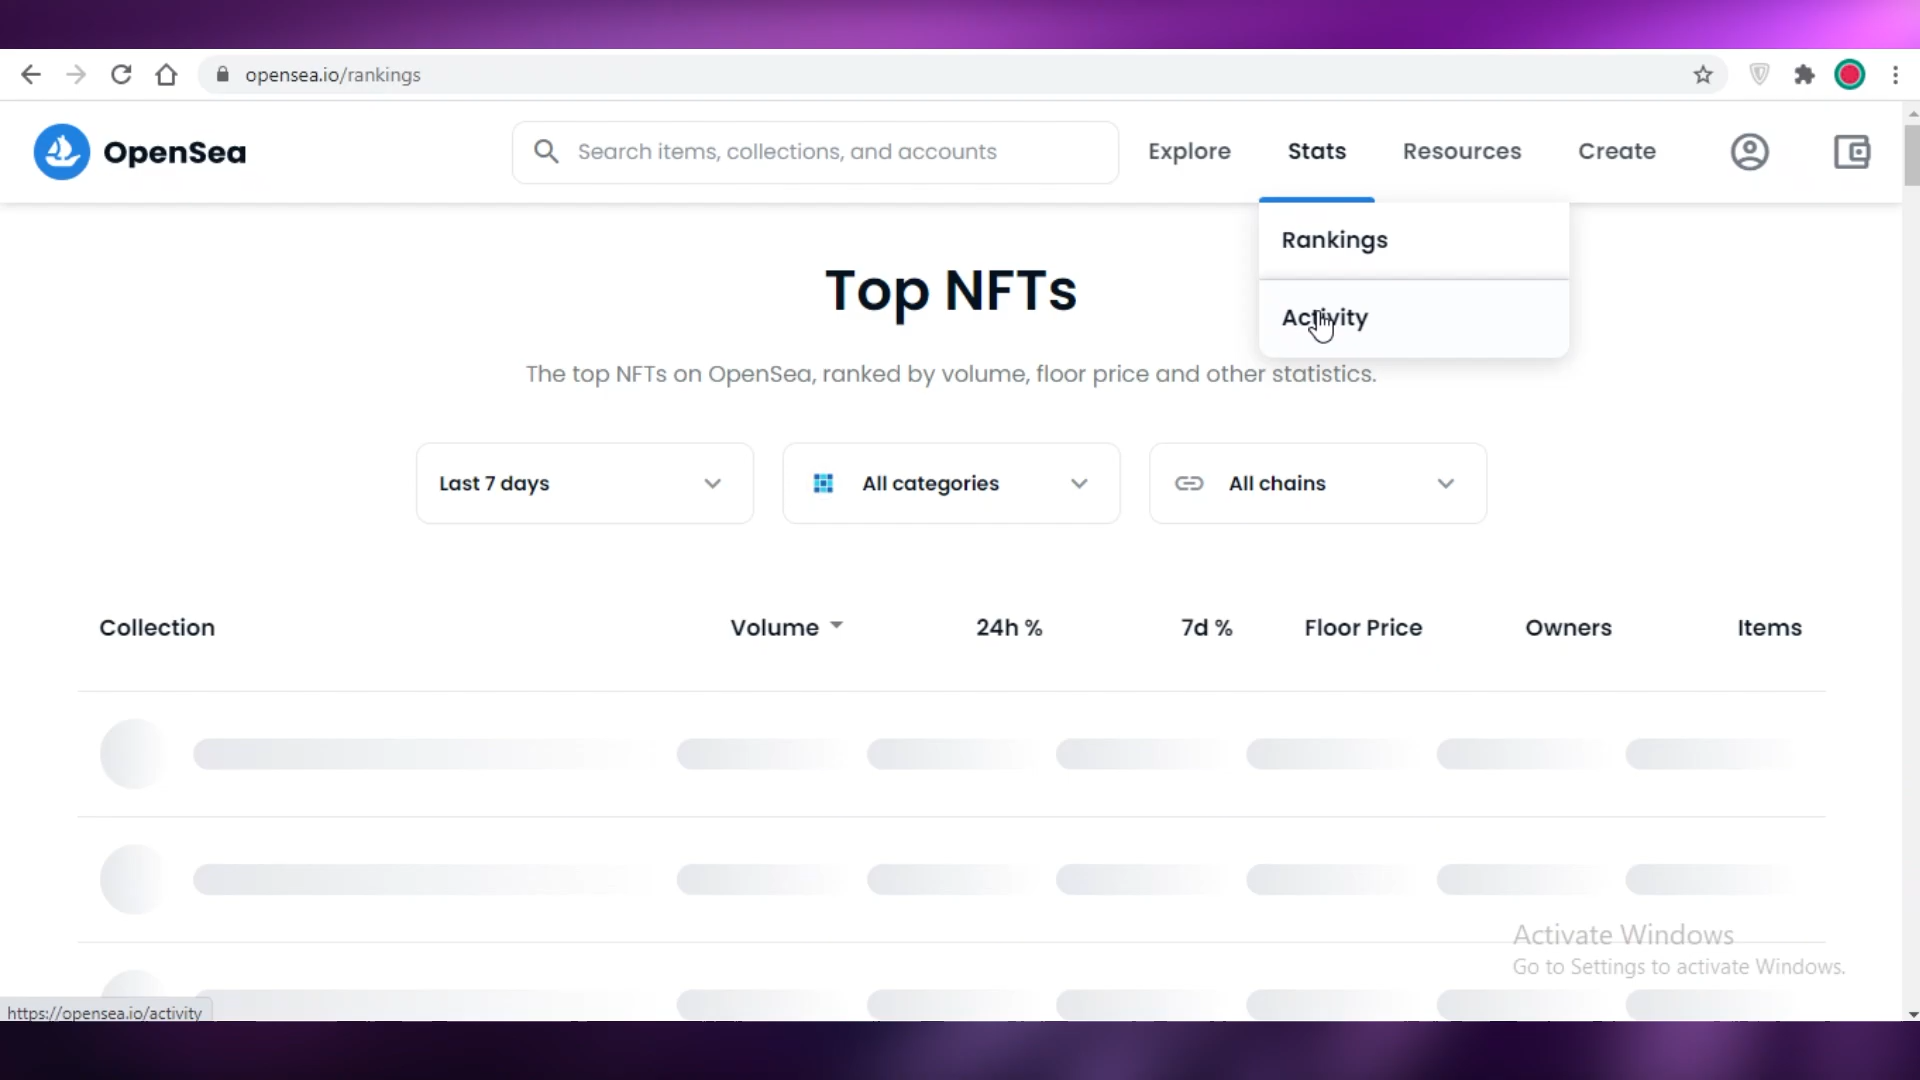 opensea.io/rankings
OpenSea
Search items, collections, and accounts
Explore
Stats
Resources
Create
Rankings
Activity
Top NFTs
The top NFTs on OpenSea, ranked by volume, floor price and other statistics.
Last 7 days
All categories
All chains
Collection
Volume
24h %
7d %
Floor Price
Owners
Items
Activate Windows
Go to Settings to activate Windows.
https://opensea.io/activity